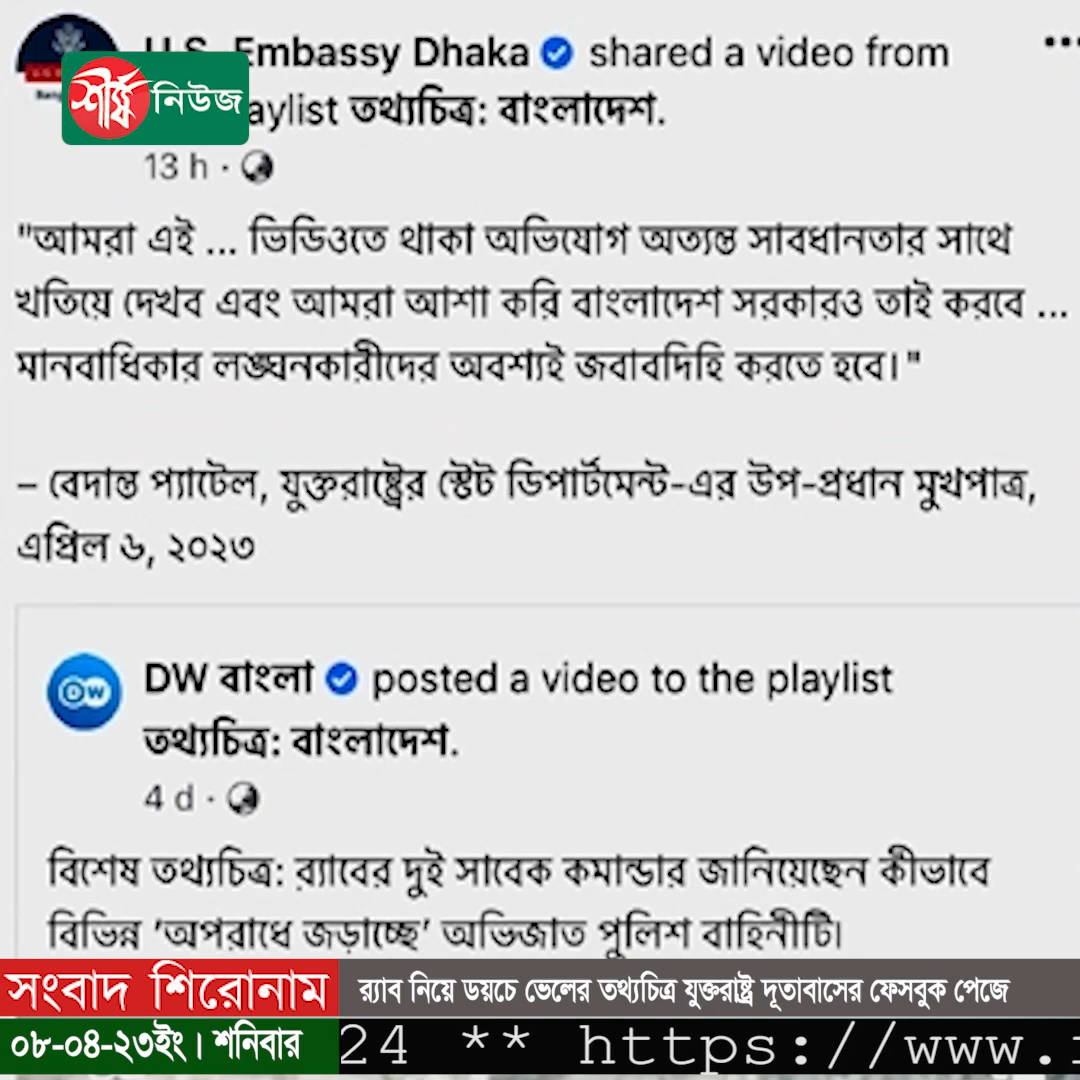 U.S. Embassy Dhaka shared a video from
aylist তথ্যচিত্র: বাংলাদেশ.
শীর্ষ নিউজ
13 h ·
"আমরা এই ... ভিডিওতে থাকা অভিযোগ অত্যন্ত সাবধানতার সাথে
খতিয়ে দেখব এবং আমরা আশা করি বাংলাদেশ সরকারও তাই করবে ...
মানবাধিকার লঙ্ঘনকারীদের অবশ্যই জবাবদিহি করতে হবে।"
– বেদান্ত প্যাটেল, যুক্তরাষ্ট্রের স্টেট ডিপার্টমেন্ট-এর উপ-প্রধান মুখপাত্র,
এপ্রিল ৬, ২০২৩
DW
DW বাংলা posted a video to the playlist
তথ্যচিত্র: বাংলাদেশ.
4 d ·
বিশেষ তথ্যচিত্র: র‍্যাবের দুই সাবেক কমান্ডার জানিয়েছেন কীভাবে
বিভিন্ন ‘অপরাধে জড়াচ্ছে’ অভিজাত পুলিশ বাহিনীটি।
সংবাদ শিরোনাম
র‍্যাব নিয়ে ডয়চে ভেলের তথ্যচিত্র যুক্তরাষ্ট্র দূতাবাসের ফেসবুক পেজে
০৮-০৪-২৩ইং। শনিবার
24 ** https://www.